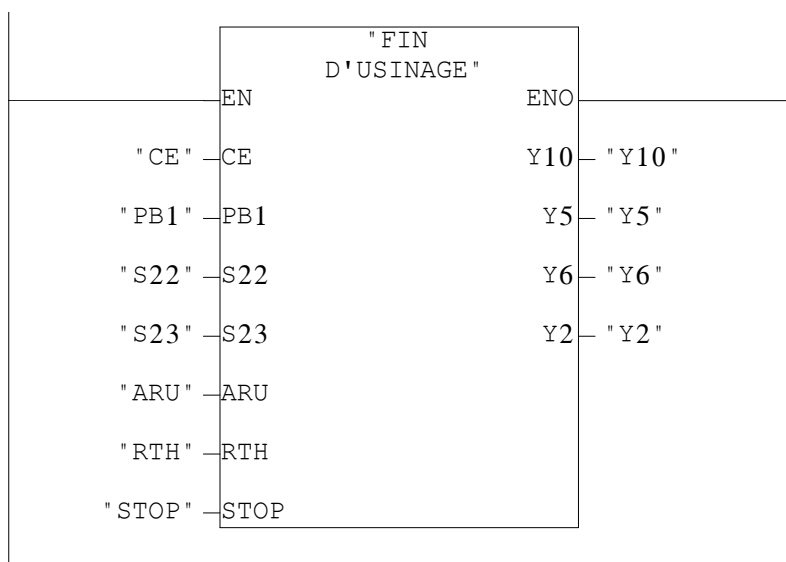 "FIN
D'USINAGE"
EN ENO
"CE" CE Y10 "Y10"
"PB1" PB1 Y5 "Y5"
"S22" S22 Y6 "Y6"
"S23" S23 Y2 "Y2"
"ARU" ARU
"RTH" RTH
"STOP" STOP